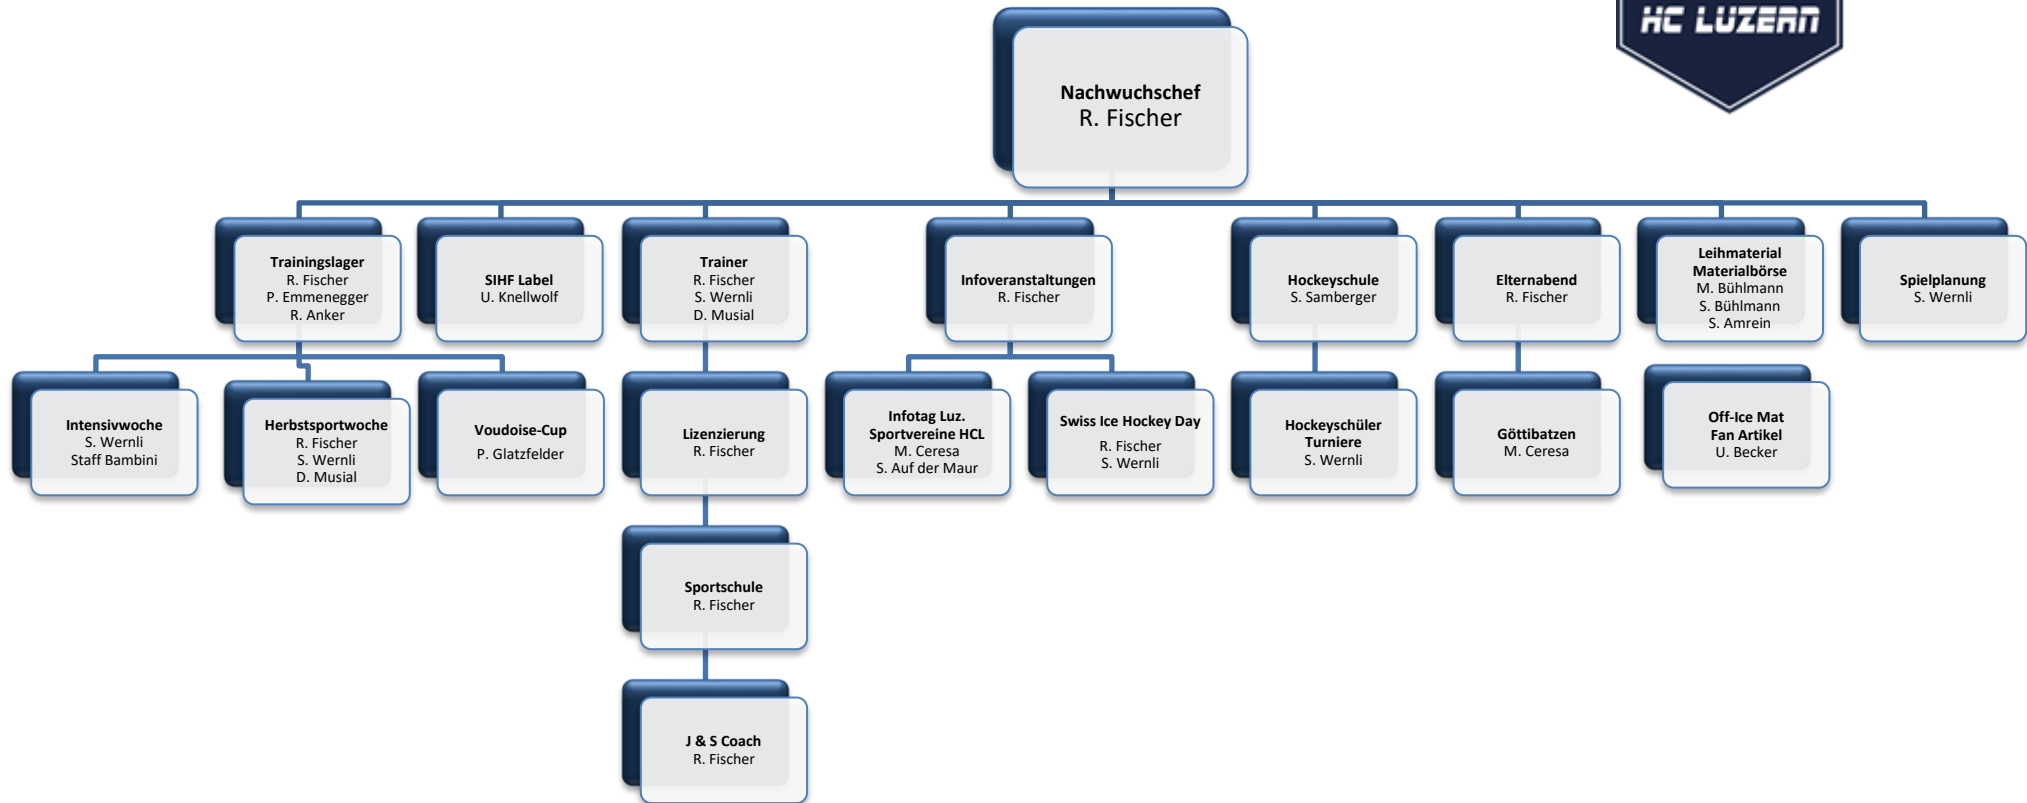 HC LUZERN
Nachwuchschef
R. Fischer
Trainingslager
R. Fischer
P. Emmenegger
R. Anker
SIHF Label
U. Knellwolf
Trainer
R. Fischer
S. Wernli
D. Musial
Infoveranstaltungen
R. Fischer
Hockeyschule
S. Samberger
Elternabend
R. Fischer
Leihmaterial
Materialbörse
M. Bühlmann
S. Bühlmann
S. Amrein
Spielplanung
S. Wernli
Intensivwoche
S. Wernli
Staff Bambini
Herbstsportwoche
R. Fischer
S. Wernli
D. Musial
Voudoise-Cup
P. Glatzfelder
Lizenzierung
R. Fischer
Infotag Luz.
Sportvereine HCL
M. Ceresa
S. Auf der Maur
Swiss Ice Hockey Day
R. Fischer
S. Wernli
Hockeyschüler
Turniere
S. Wernli
Göttibatzen
M. Ceresa
Off-Ice Mat
Fan Artikel
U. Becker
Sportschule
R. Fischer
J & S Coach
R. Fischer